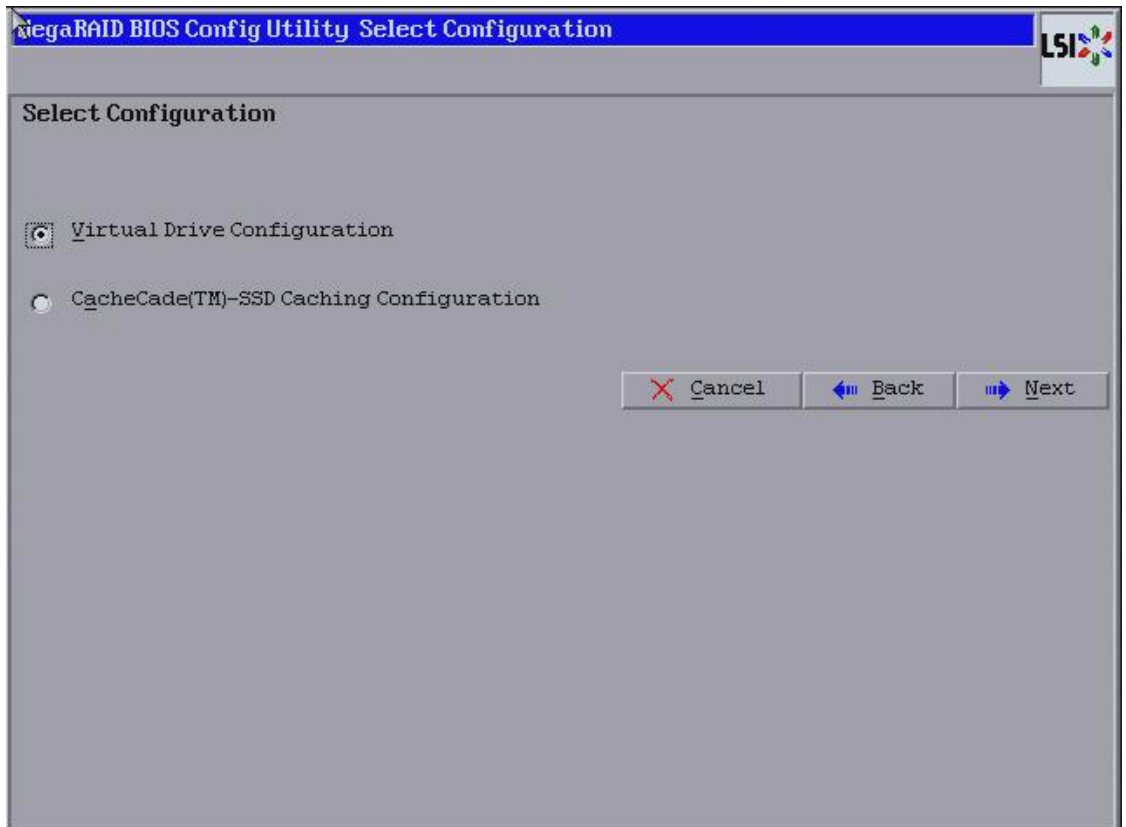 egaRAID BIOS Config Utility Select Configuration
LSI
Select Configuration
Virtual Drive Configuration
CacheCade(TM)-SSD Caching Configuration
Cancel
Back
Next